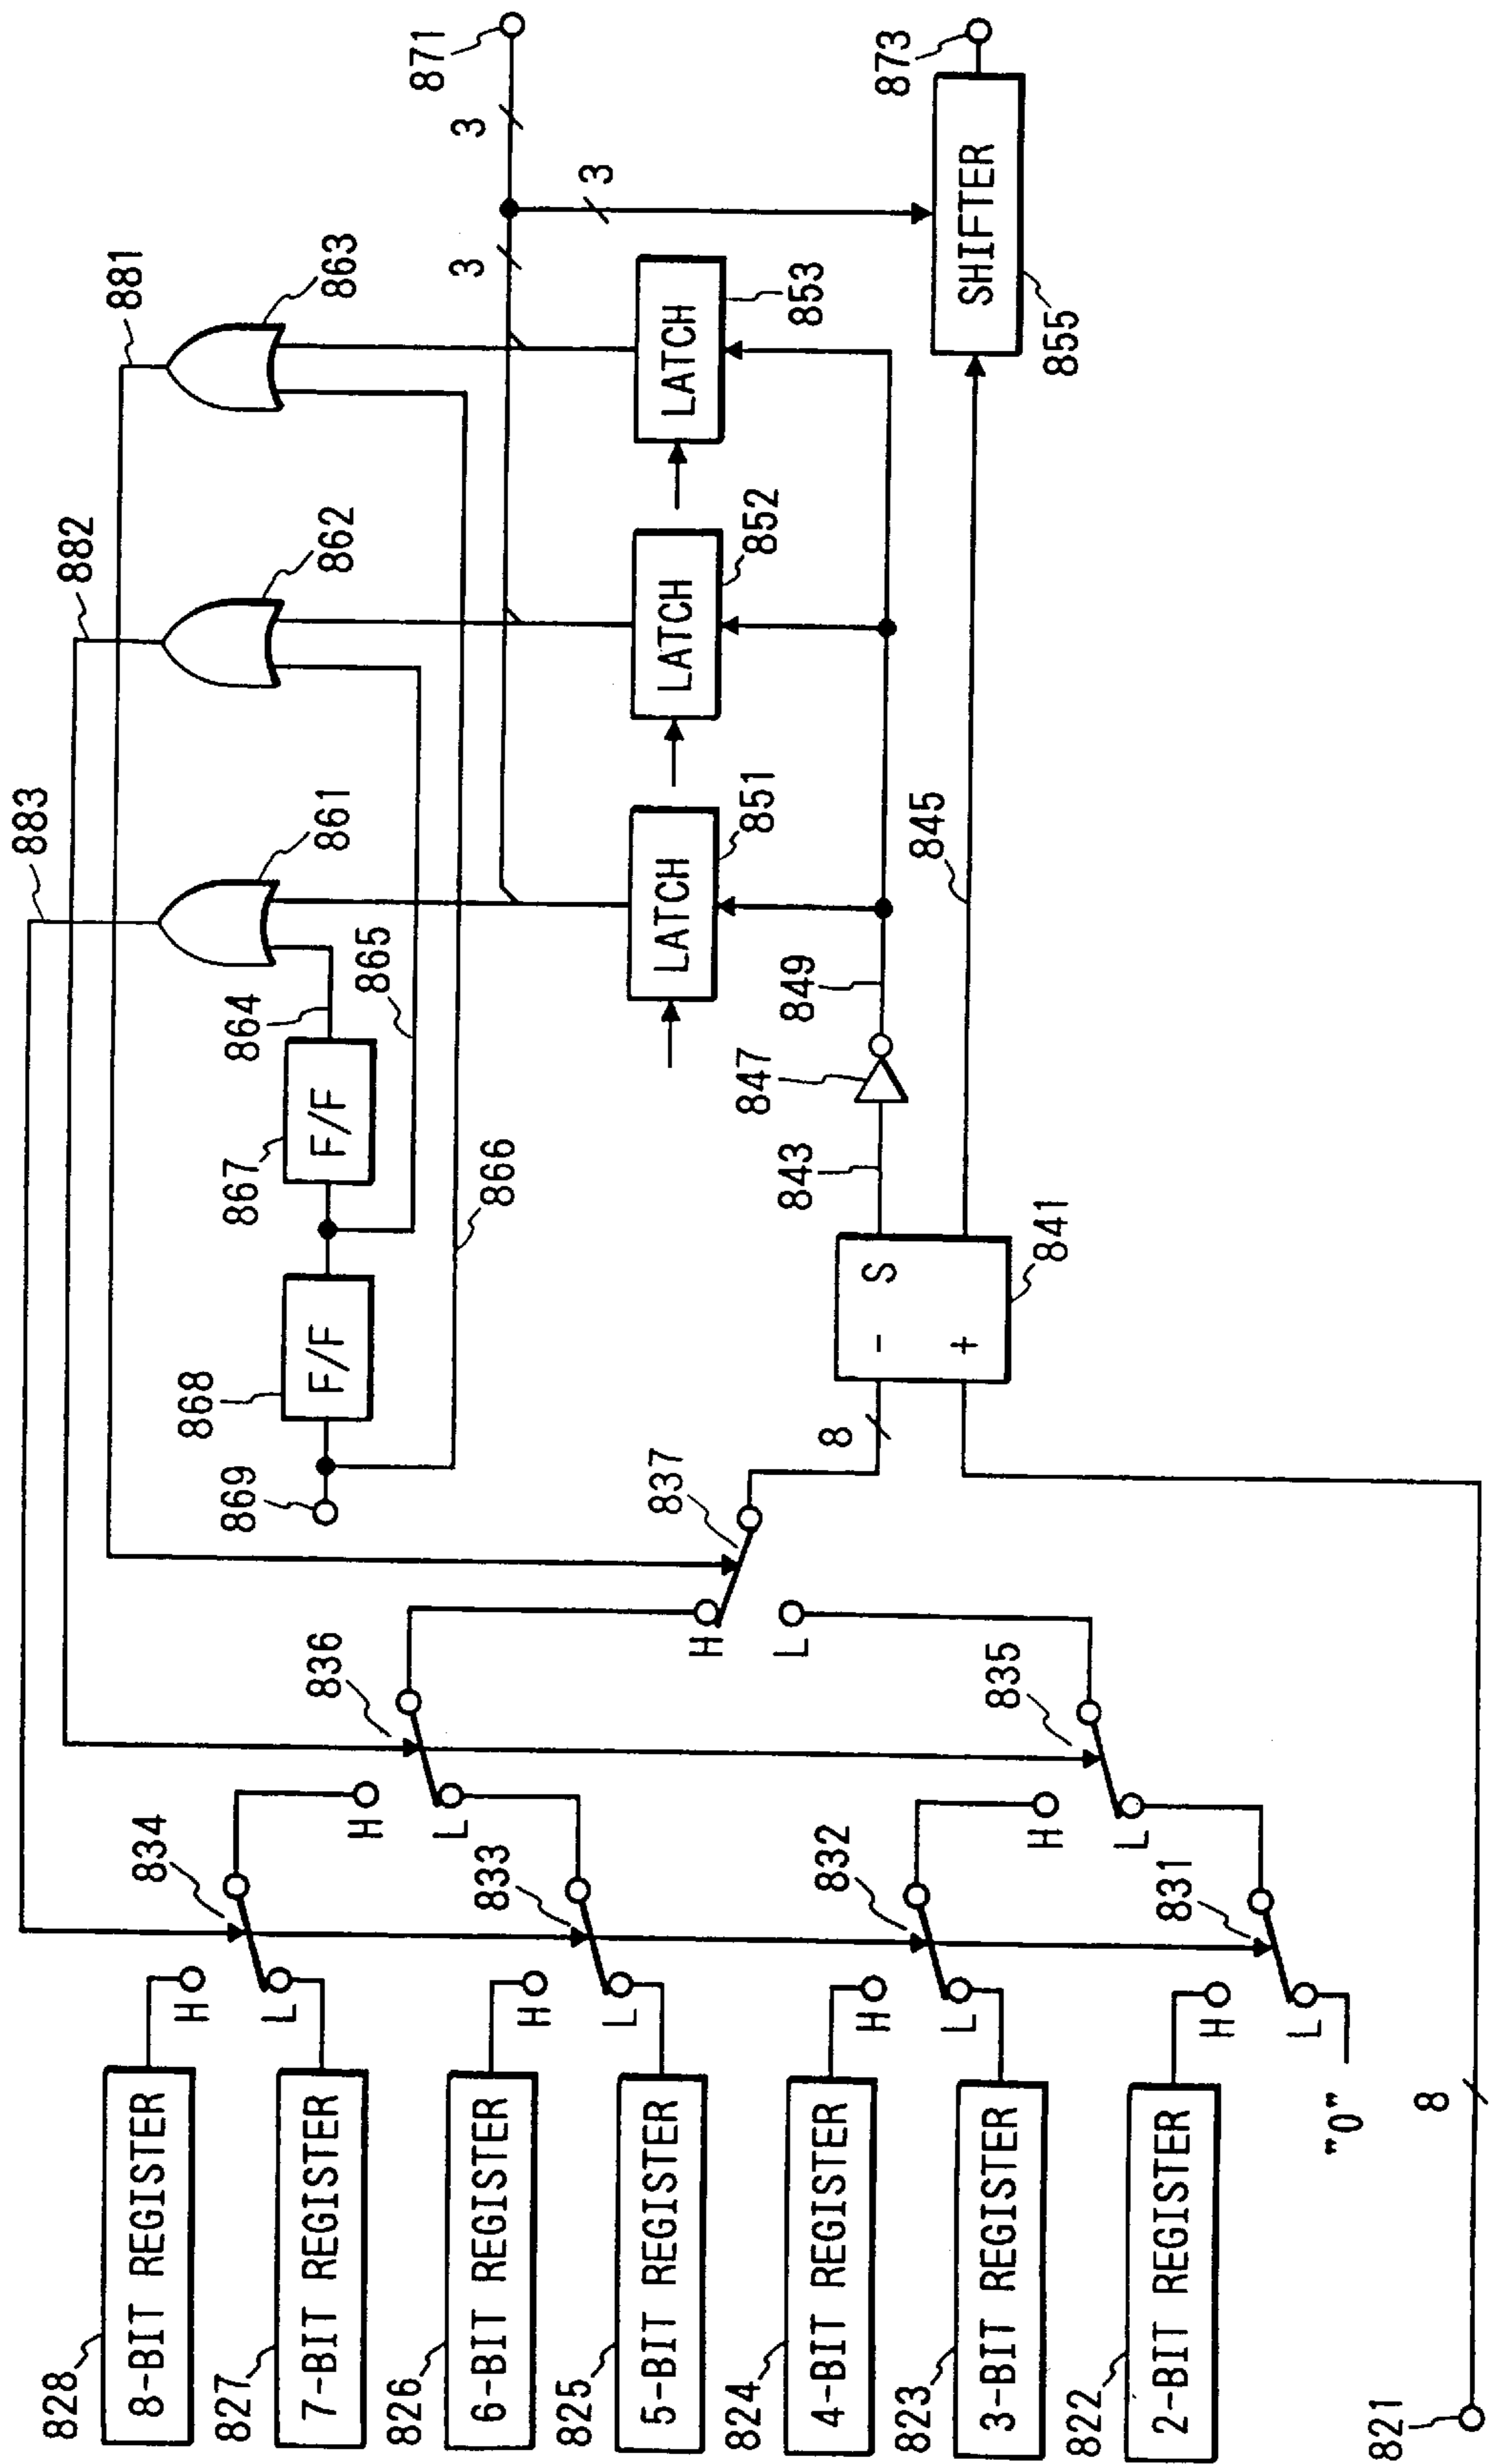 828
8-BIT REGISTER
827
7-BIT REGISTER
826
6-BIT REGISTER
825
5-BIT REGISTER
824
4-BIT REGISTER
823
3-BIT REGISTER
822
2-BIT REGISTER
"0"
821
8
H
L
834
H
L
833
H
L
832
H
L
831
H
L
836
H
L
835
H
L
837
8
869
868
F/F
867
F/F
864
865
866
-
+
S
841
843
845
847
849
883
861
882
862
881
863
LATCH
851
LATCH
852
LATCH
853
3
3
3
871
SHIFTER
855
873